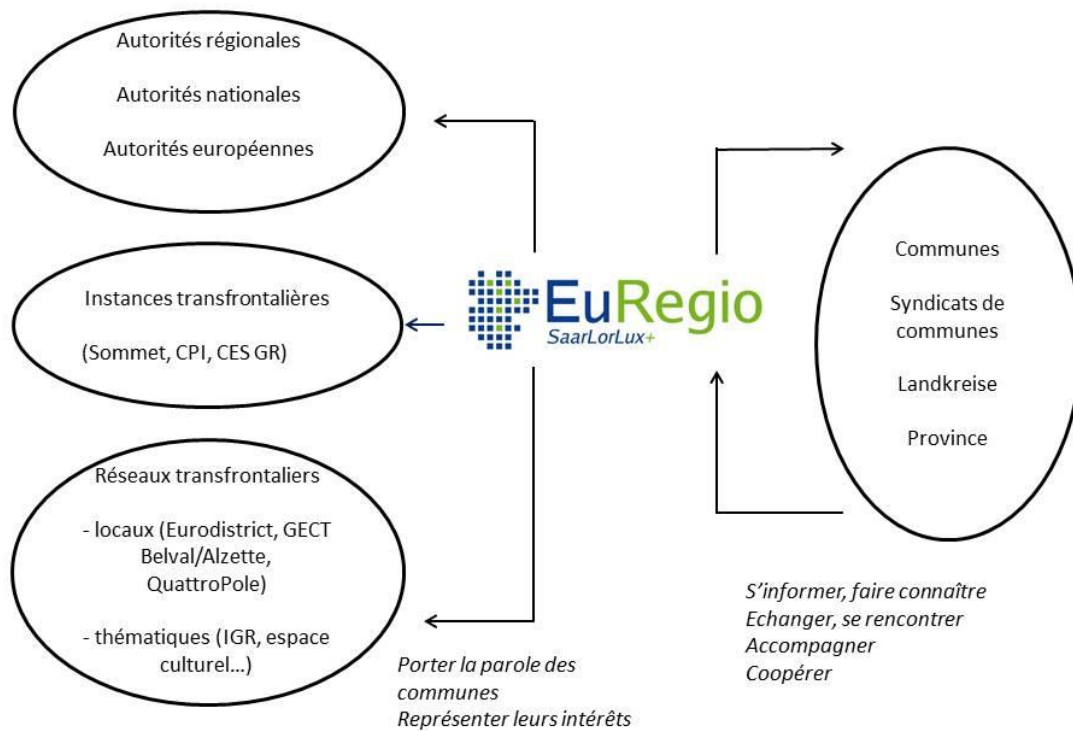 Autorités régionales
Autorités nationales
Autorités européennes
Instances transfrontalières
(Sommet, CPI, CES GR)
Réseaux transfrontaliers
- locaux (Eurodistrict, GECT
Belval/Alzette,
QuattroPole)
- thématiques (IGR, espace
culturel...)
EuRegio
SaarLorLux+
Porter la parole des
communes
Représenter leurs intérêts
Communes
Syndicats de
communes
Landkreise
Province
S'informer, faire connaître
Echanger, se rencontrer
Accompagner
Coopérer